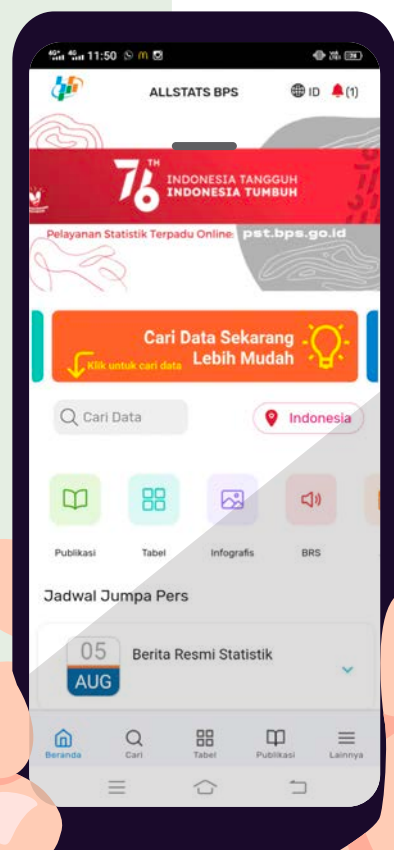 11:50
ALLSTATS BPS
ID
(1)
76TH
INDONESIA TANGGUH
INDONESIA TUMBUH
Pelayanan Statistik Terpadu Online: pst.bps.go.id
Cari Data Sekarang
Lebih Mudah
Klik untuk cari data
Cari Data
Indonesia
Publikasi
Tabel
Infografis
BRS
Jadwal Jumpa Pers
05
AUG
Berita Resmi Statistik
Beranda
Cari
Tabel
Publikasi
Lainnya